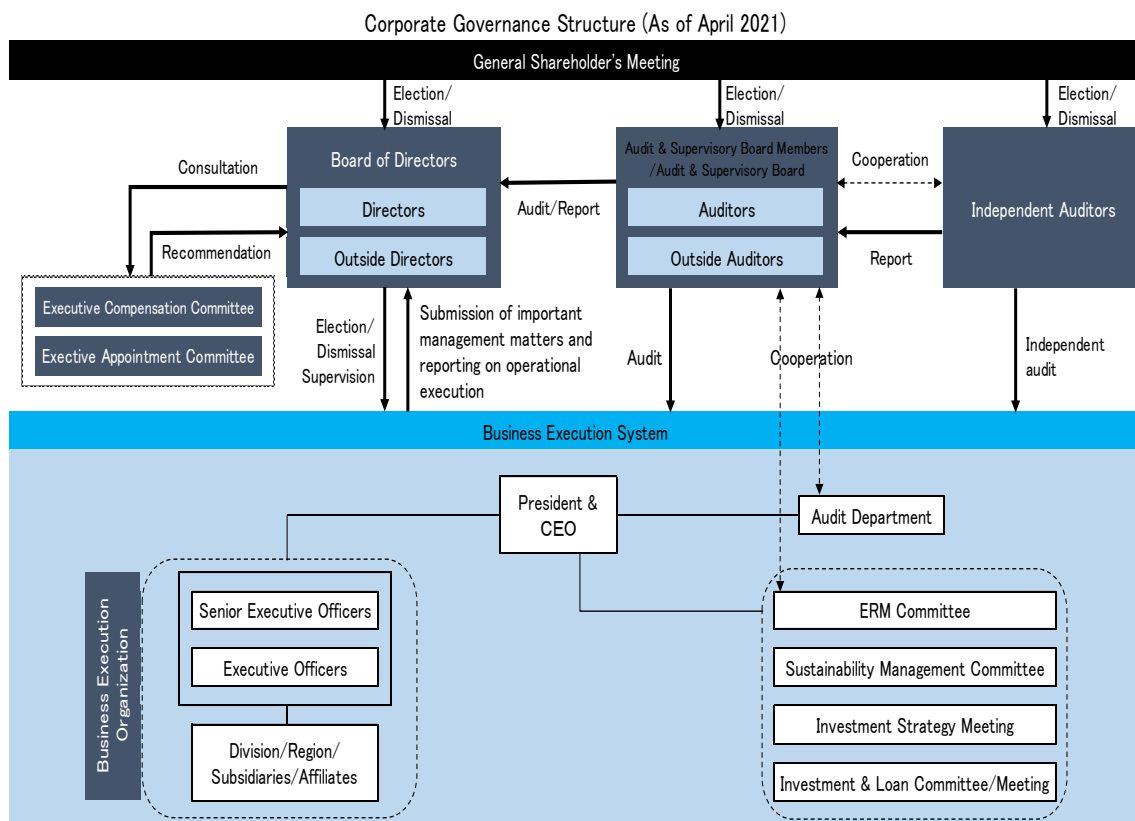 Corporate Governance Structure (As of April 2021)
General Shareholder's Meeting
Election/
Dismissal
Election/
Dismissal
Election/
Dismissal
Consultation
Recommendation
Executive Compensation Committee
Exective Appointment Committee
Board of Directors
Directors
Outside Directors
Audit/Report
Audit & Supervisory Board Members
/Audit & Supervisory Board
Auditors
Outside Auditors
Cooperation
Report
Independent Auditors
Election/
Dismissal
Supervision
Submission of important
management matters and
reporting on operational
execution
Audit
Cooperation
Independent
audit
Business Execution System
President &
CEO
Audit Department
Business Execution
Organization
Senior Executive Officers
Executive Officers
Division/Region/
Subsidiaries/Affiliates
ERM Committee
Sustainability Management Committee
Investment Strategy Meeting
Investment & Loan Committee/Meeting